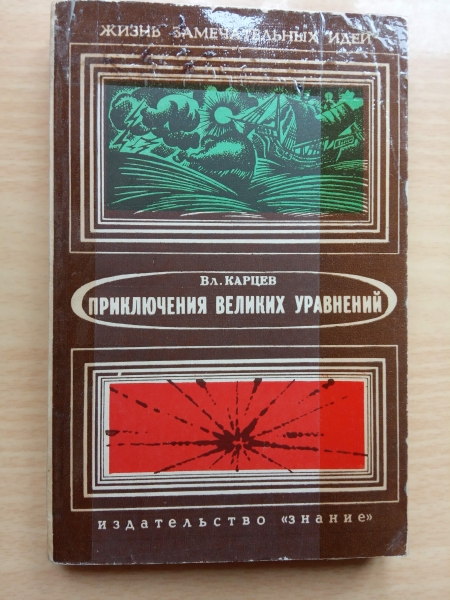 ЖИЗНЬ ЗАМЕЧАТЕЛЬНЫХ ИДЕЙ
Вл. КАРЦЕВ
ПРИКЛЮЧЕНИЯ ВЕЛИКИХ УРАВНЕНИЙ
ИЗДАТЕЛЬСТВО «ЗНАНИЕ»